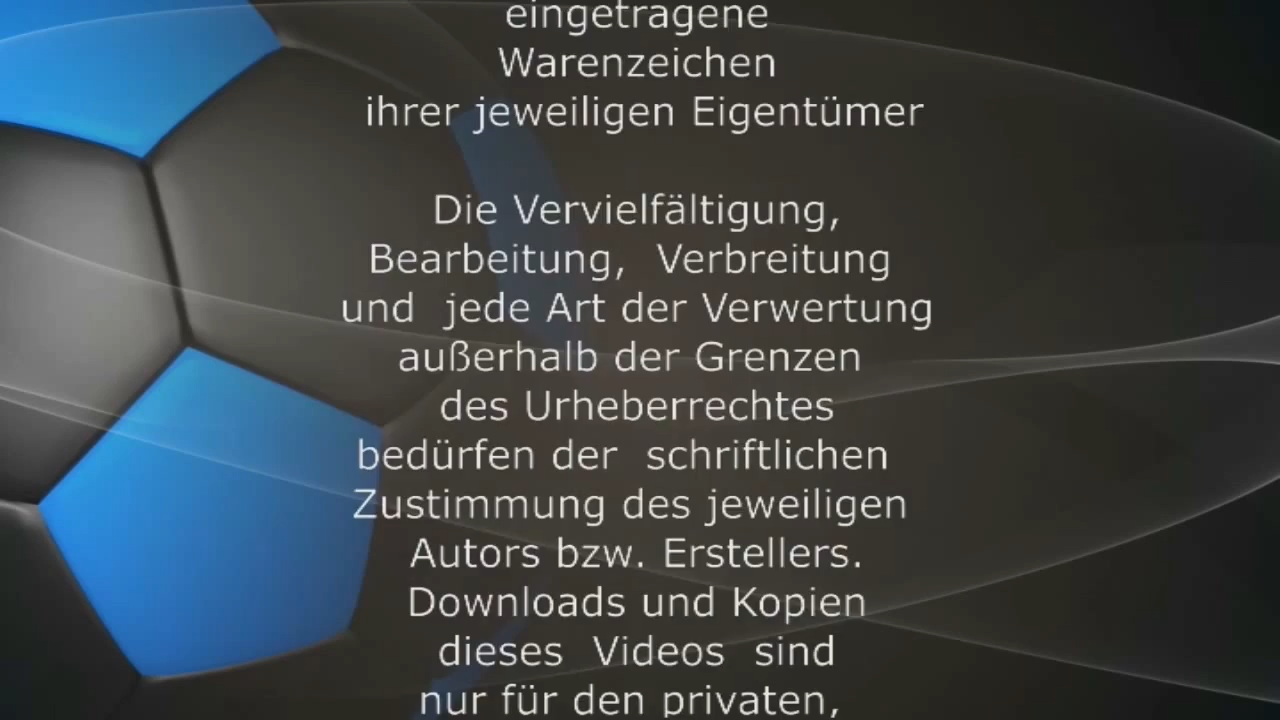 eingetragene
Warenzeichen
ihrer jeweiligen Eigentümer
Die Vervielfältigung,
Bearbeitung, Verbreitung
und jede Art der Verwertung
außerhalb der Grenzen
des Urheberrechtes
bedürfen der schriftlichen
Zustimmung des jeweiligen
Autors bzw. Erstellers.
Downloads und Kopien
dieses Videos sind
nur für den privaten,